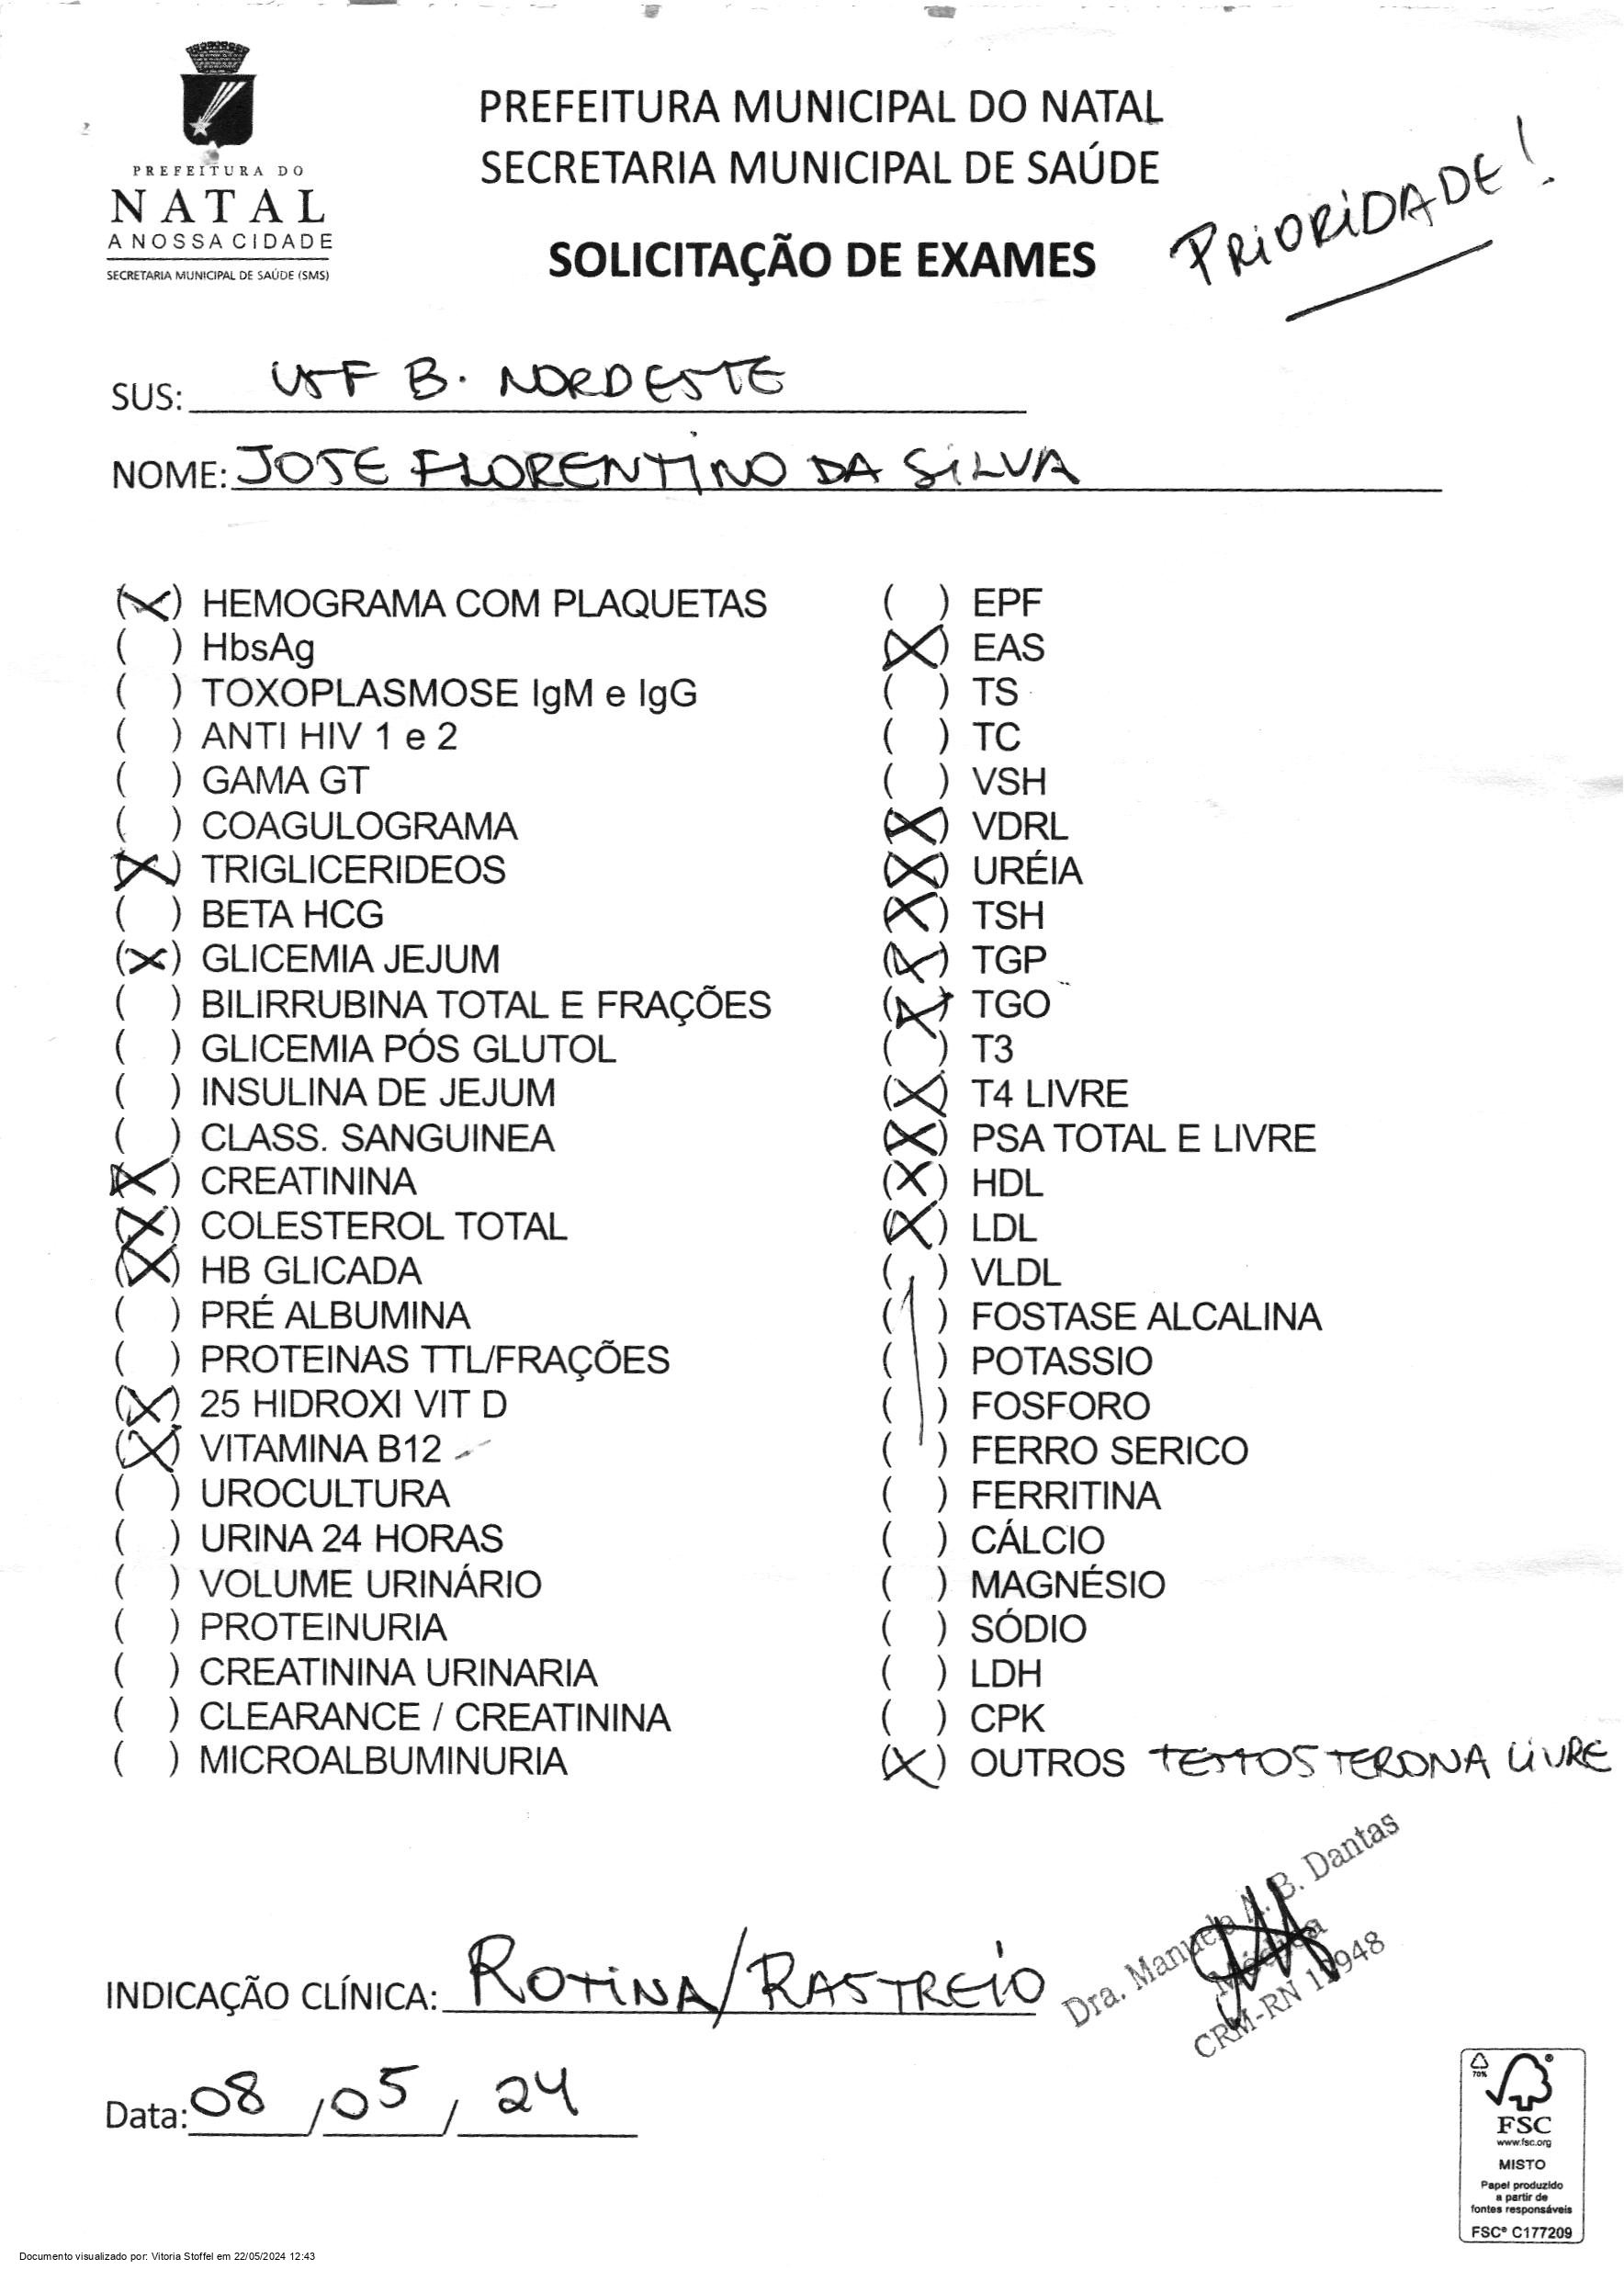 PREFEITURA DO
NATAL
A NOSSA CIDADE
SECRETARIA MUNICIPAL DE SAÚDE (SMS)
PREFEITURA MUNICIPAL DO NATAL
SECRETARIA MUNICIPAL DE SAÚDE
SOLICITAÇÃO DE EXAMES
PRIORIDADE!
SUS: USF B. NORDESTE
NOME: JOSE FLORENTINO DA SILVA
(X) HEMOGRAMA COM PLAQUETAS
( ) HbsAg
( ) TOXOPLASMOSE IgM e IgG
( ) ANTI HIV 1 e 2
( ) GAMA GT
( ) COAGULOGRAMA
(X) TRIGLICERIDEOS
( ) BETA HCG
(X) GLICEMIA JEJUM
( ) BILIRRUBINA TOTAL E FRAÇÕES
( ) GLICEMIA PÓS GLUTOL
( ) INSULINA DE JEJUM
( ) CLASS. SANGUINEA
(X) CREATININA
(X) COLESTEROL TOTAL
(X) HB GLICADA
( ) PRÉ ALBUMINA
( ) PROTEINAS TTL/FRAÇÕES
(X) 25 HIDROXI VIT D
(X) VITAMINA B12
( ) UROCULTURA
( ) URINA 24 HORAS
( ) VOLUME URINÁRIO
( ) PROTEINURIA
( ) CREATININA URINARIA
( ) CLEARANCE / CREATININA
( ) MICROALBUMINURIA
( ) EPF
(X) EAS
( ) TS
( ) TC
( ) VSH
(X) VDRL
(X) URÉIA
(X) TSH
(X) TGP
(X) TGO
( ) T3
(X) T4 LIVRE
(X) PSA TOTAL E LIVRE
(X) HDL
(X) LDL
( ) VLDL
( ) FOSTASE ALCALINA
( ) POTASSIO
( ) FOSFORO
( ) FERRO SERICO
( ) FERRITINA
( ) CÁLCIO
( ) MAGNÉSIO
( ) SÓDIO
( ) LDH
( ) CPK
(X) OUTROS TESTOSTERONA LIVRE
Dra. Manuela A. B. Dantas
Médica
CRM-RN
INDICAÇÃO CLÍNICA: ROTINA/RASTREIO
Data: 08 / 05 / 24
70%
FSC
www.fsc.org
MISTO
Papel produzido
a partir de
fontes responsáveis
FSC® C177209
Documento visualizado por: Vitoria Stoffel em 22/05/2024 12:43